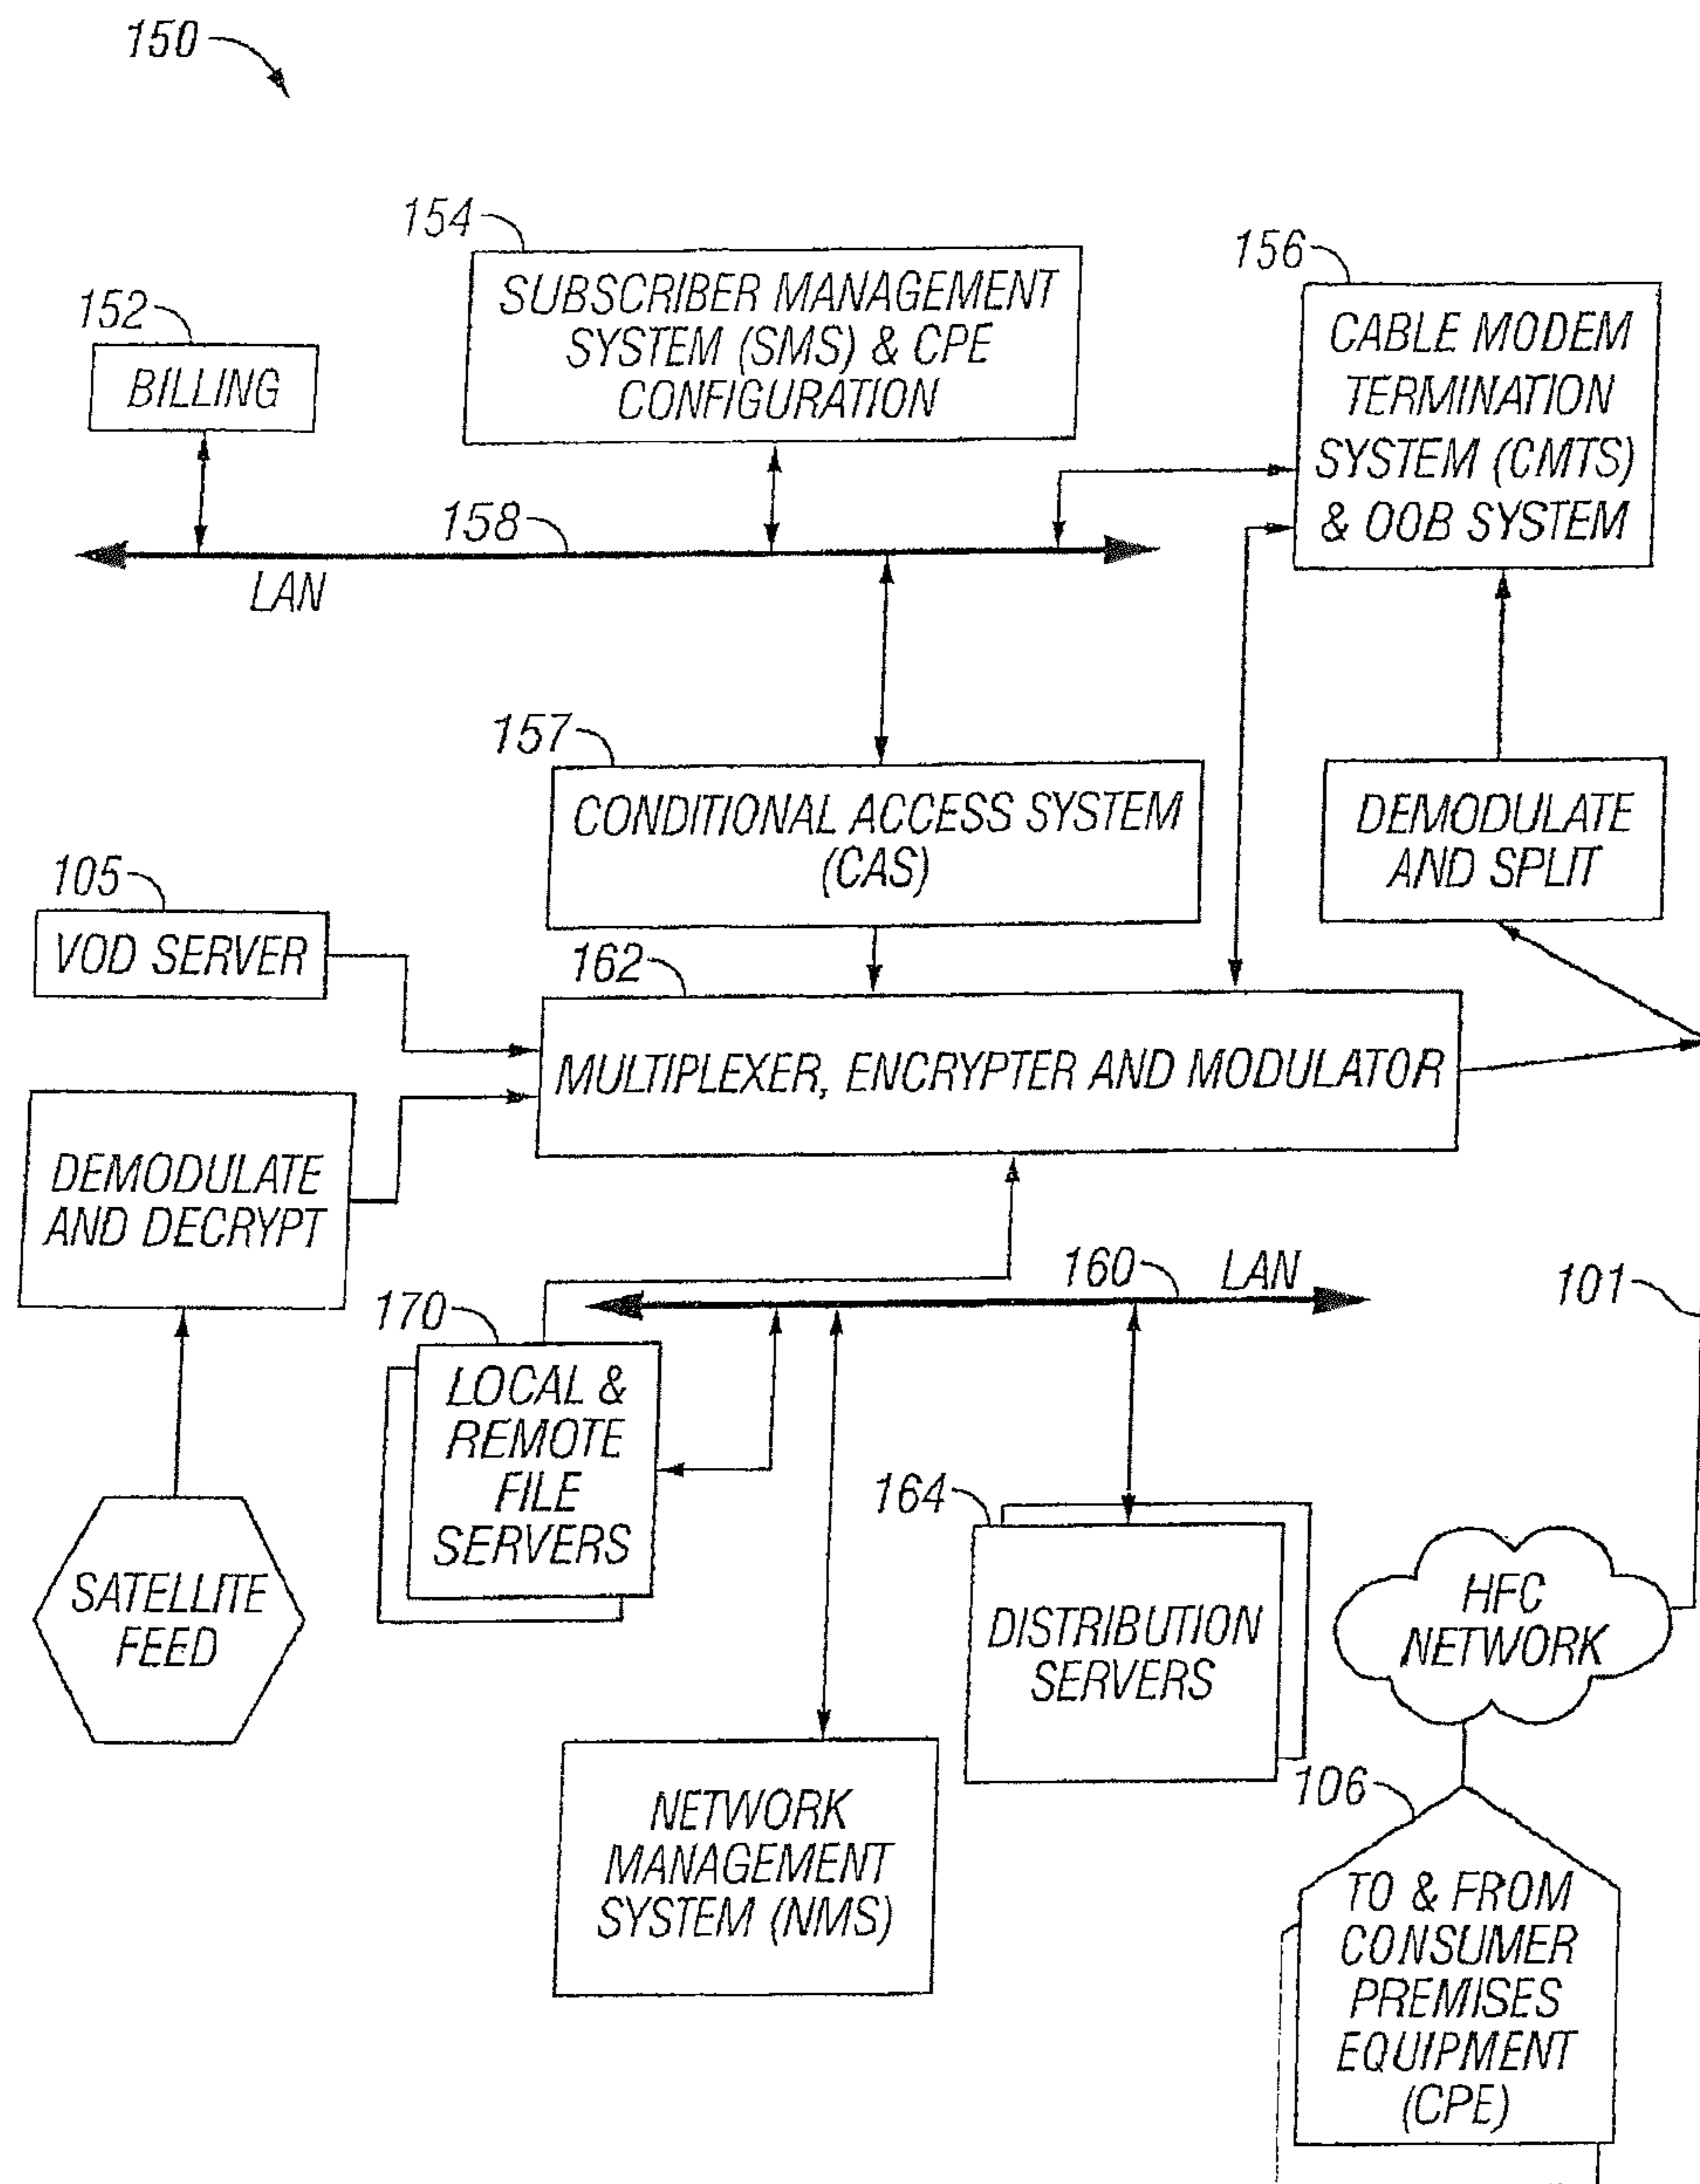 150
154
SUBSCRIBER MANAGEMENT
SYSTEM (SMS) & CPE
CONFIGURATION
156
CABLE MODEM
TERMINATION
SYSTEM (CMTS)
& OOB SYSTEM
152
BILLING
158
LAN
157
CONDITIONAL ACCESS SYSTEM
(CAS)
DEMODULATE
AND SPLIT
105
VOD SERVER
162
MULTIPLEXER, ENCRYPTER AND MODULATOR
DEMODULATE
AND DECRYPT
160
LAN
101
170
LOCAL &
REMOTE
FILE
SERVERS
164
DISTRIBUTION
SERVERS
SATELLITE
FEED
HFC
NETWORK
NETWORK
MANAGEMENT
SYSTEM (NMS)
106
TO & FROM
CONSUMER
PREMISES
EQUIPMENT
(CPE)